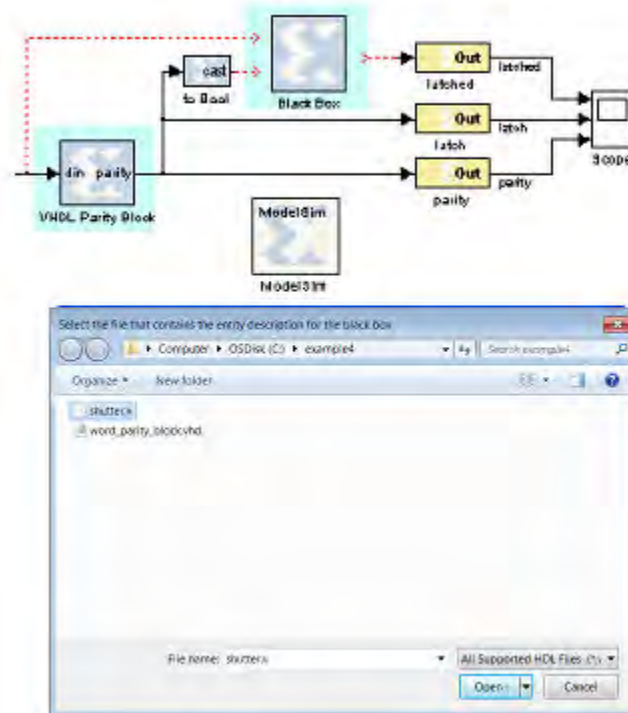 cast
to Bool
Black Box
Out
latched
latched
Out
latch
latch
Out
parity
parity
Scope
din parity
VHDL Parity Block
ModelSim
ModelSim
Select the file that contains the entity description for the black box
Computer OSDisk (C:) example4
Search example4
Organize New folder
shutter.v
word_parity_block.vhd
File name: shutter.v
All Supported HDL Files
Open Cancel